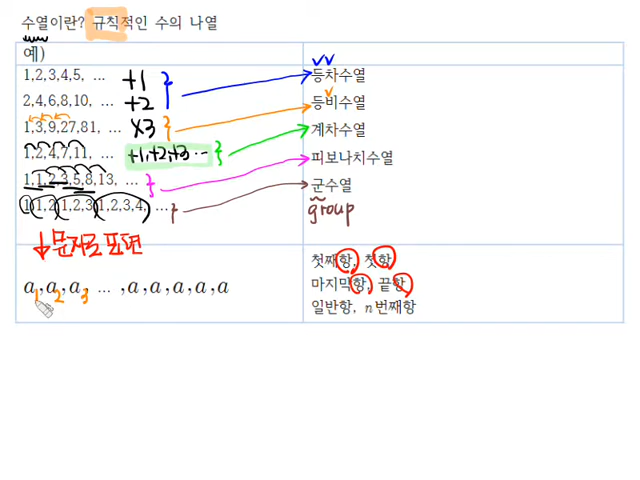 수열이란? 규칙적인 수의 나열
예)
1,2,3,4,5, … +1
등차수열
2,4,6,8,10, … +2
등비수열
1,3,9,27,81, … ×3
계차수열
1,2,4,7,11, … +1,+2,+3…
피보나치수열
1,1,2,3,5,8,13, …
군수열
1,1,2,1,2,3,1,2,3,4, …
group
문자로 표현
첫째항, 첫항
a₁,a₂,a₃, … ,a,a,a,a,a
마지막항, 끝항
일반항, n번째항